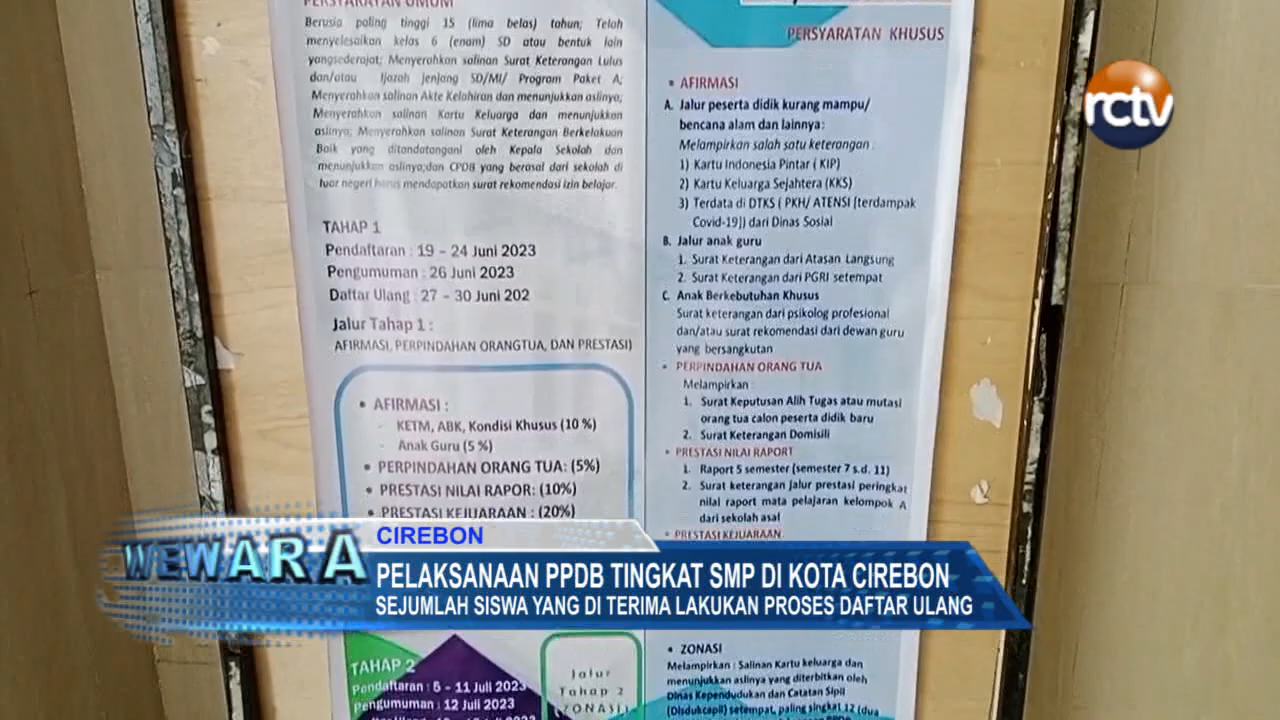 PERSYARATAN UMUM
Berusia paling tinggi 15 (lima belas) tahun; Telah
menyelesaikan kelas 6 (enam) SD atau bentuk lain
yangsederajat; Menyerahkan salinan Surat Keterangan Lulus
dan/atau Ijazah Jenjang SD/MI/ Program Paket A;
Menyerahkan salinan Akte Kelahiran dan menunjukkan aslinya;
Menyerahkan salinan Kartu Keluarga dan menunjukkan
aslinya; Menyerahkan salinan Surat Keterangan Berkelakuan
Baik yang ditandatangani oleh Kepala Sekolah dan
menunjukkan aslinya;dan CPDB yang berasal dari sekolah di
luar negeri harus mendapatkan surat rekomendasi izin belajar.
TAHAP 1
Pendaftaran : 19 – 24 Juni 2023
Pengumuman : 26 Juni 2023
Daftar Ulang : 27 – 30 Juni 202
Jalur Tahap 1 :
AFIRMASI, PERPINDAHAN ORANGTUA, DAN PRESTASI)
• AFIRMASI :
- KETM, ABK, Kondisi Khusus (10 %)
- Anak Guru (5 %)
• PERPINDAHAN ORANG TUA: (5%)
• PRESTASI NILAI RAPOR: (10%)
• PRESTASI KEJUARAAN : (20%)
TAHAP 2
Pendaftaran : 5 - 11 Juli 2023
Pengumuman : 12 Juli 2023
Jalur
Tahap 2
(ZONASI)
PERSYARATAN KHUSUS
• AFIRMASI
A. Jalur peserta didik kurang mampu/
bencana alam dan lainnya:
Melampirkan salah satu keterangan :
1) Kartu Indonesia Pintar ( KIP)
2) Kartu Keluarga Sejahtera (KKS)
3) Terdata di DTKS ( PKH/ ATENSI [terdampak
Covid-19]) dari Dinas Sosial
B. Jalur anak guru
1. Surat Keterangan dari Atasan Langsung
2. Surat Keterangan dari PGRI setempat
C. Anak Berkebutuhan Khusus
Surat keterangan dari psikolog profesional
dan/atau surat rekomendasi dari dewan guru
yang bersangkutan
• PERPINDAHAN ORANG TUA
Melampirkan :
1. Surat Keputusan Alih Tugas atau mutasi
orang tua calon peserta didik baru
2. Surat Keterangan Domisili
• PRESTASI NILAI RAPORT
1. Raport 5 semester (semester 7 s.d. 11)
2. Surat keterangan jalur prestasi peringkat
nilai raport mata pelajaran kelompok A
dari sekolah asal
• PRESTASI KEJUARAAN
• ZONASI
Melampirkan : Salinan Kartu keluarga dan
menunjukkan aslinya yang diterbitkan oleh
Dinas Kependudukan dan Catatan Sipil
(Disdukcapil) setempat, paling singkat 12 (dua
rctv
WEWARA
CIREBON
PELAKSANAAN PPDB TINGKAT SMP DI KOTA CIREBON
SEJUMLAH SISWA YANG DI TERIMA LAKUKAN PROSES DAFTAR ULANG